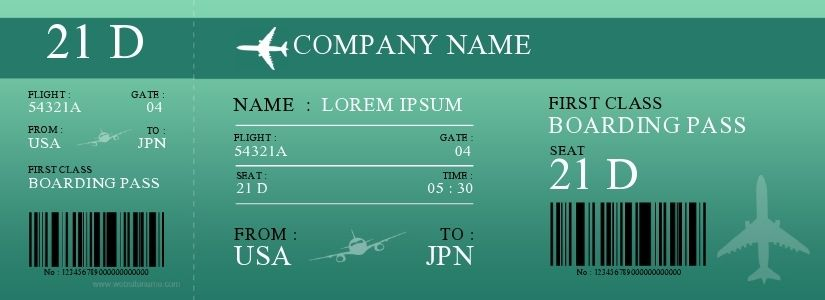 21 D
FLIGHT : GATE :
54321A 04
FROM : TO :
USA JPN
FIRST CLASS
BOARDING PASS
No : 123456789000000000000
COMPANY NAME
NAME : LOREM IPSUM
FLIGHT : GATE :
54321A 04
SEAT : TIME :
21 D 05 : 30
FROM : TO :
USA JPN
FIRST CLASS
BOARDING PASS
SEAT
21 D
No : 123456789000000000000